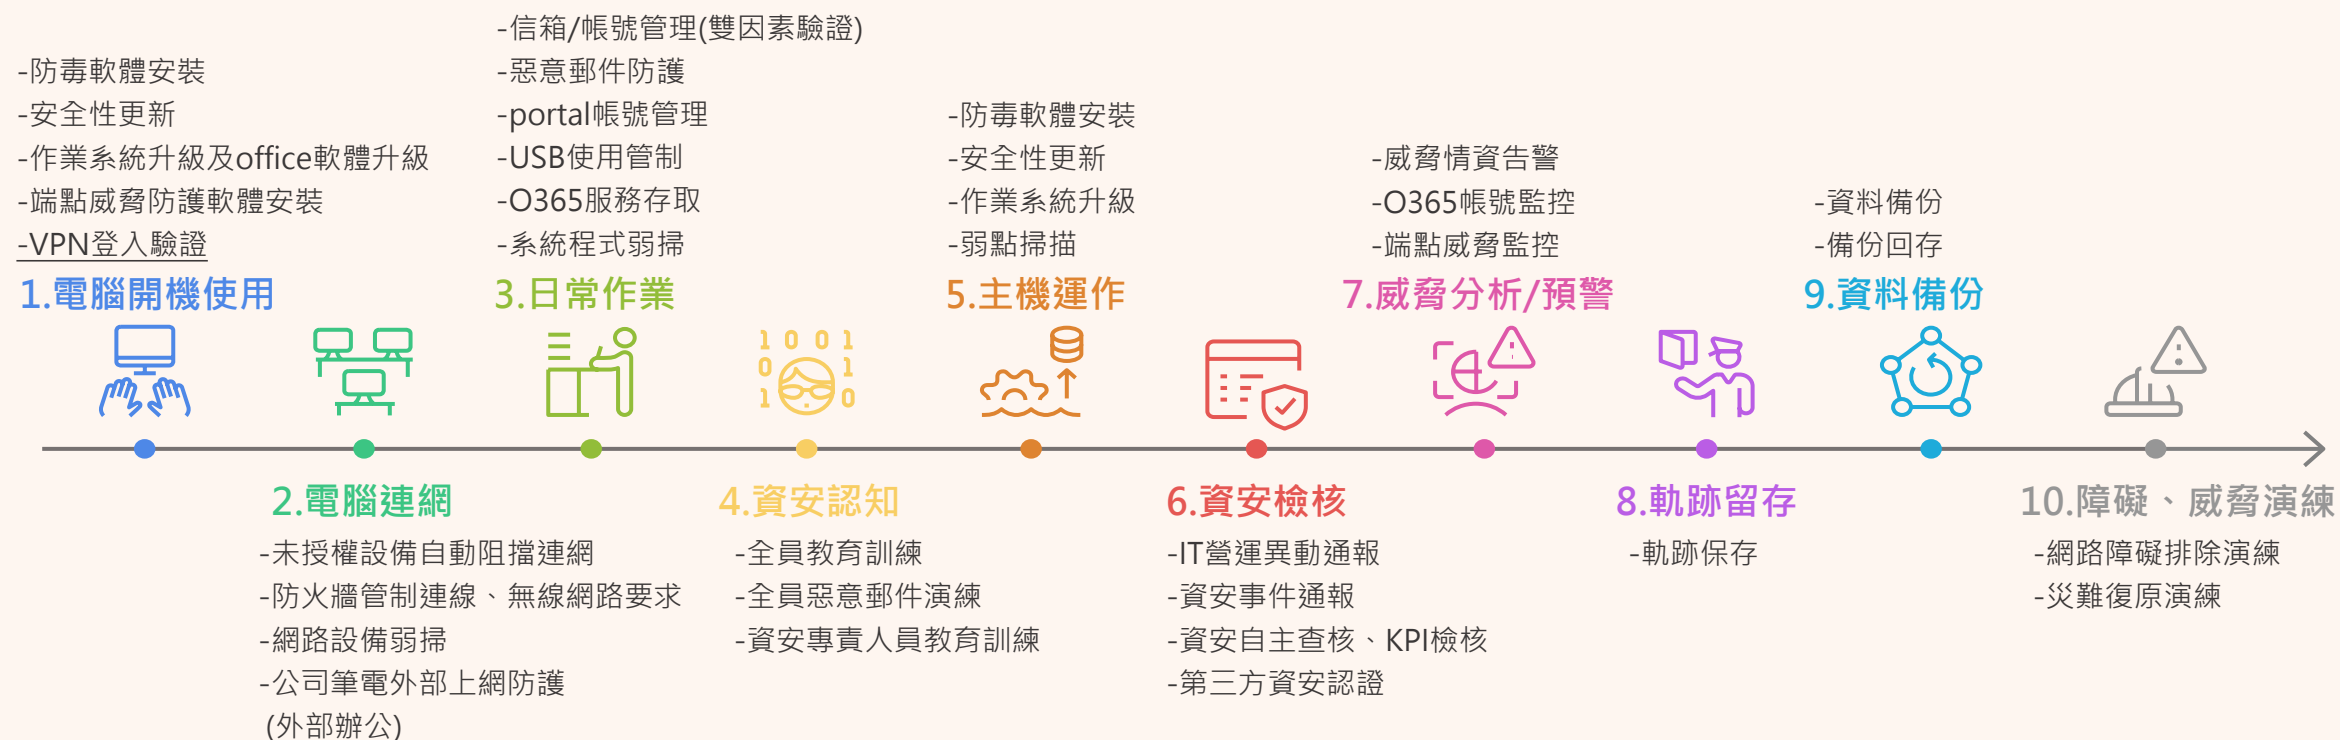 -防毒軟體安裝
-安全性更新
-作業系統升級及office軟體升級
-端點威脅防護軟體安裝
-VPN登入驗證
1.電腦開機使用
2.電腦連網
-未授權設備自動阻擋連網
-防火牆管制連線、無線網路要求
-網路設備弱掃
-公司筆電外部上網防護
(外部辦公)
-信箱/帳號管理(雙因素驗證)
-惡意郵件防護
-portal帳號管理
-USB使用管制
-O365服務存取
-系統程式弱掃
3.日常作業
1 0 0 1
0 1
1 0
4.資安認知
-全員教育訓練
-全員惡意郵件演練
-資安專責人員教育訓練
-防毒軟體安裝
-安全性更新
-作業系統升級
-弱點掃描
5.主機運作
6.資安檢核
-IT營運異動通報
-資安事件通報
-資安自主查核、KPI檢核
-第三方資安認證
-威脅情資告警
-O365帳號監控
-端點威脅監控
7.威脅分析/預警
8.軌跡留存
-軌跡保存
-資料備份
-備份回存
9.資料備份
10.障礙、威脅演練
-網路障礙排除演練
-災難復原演練